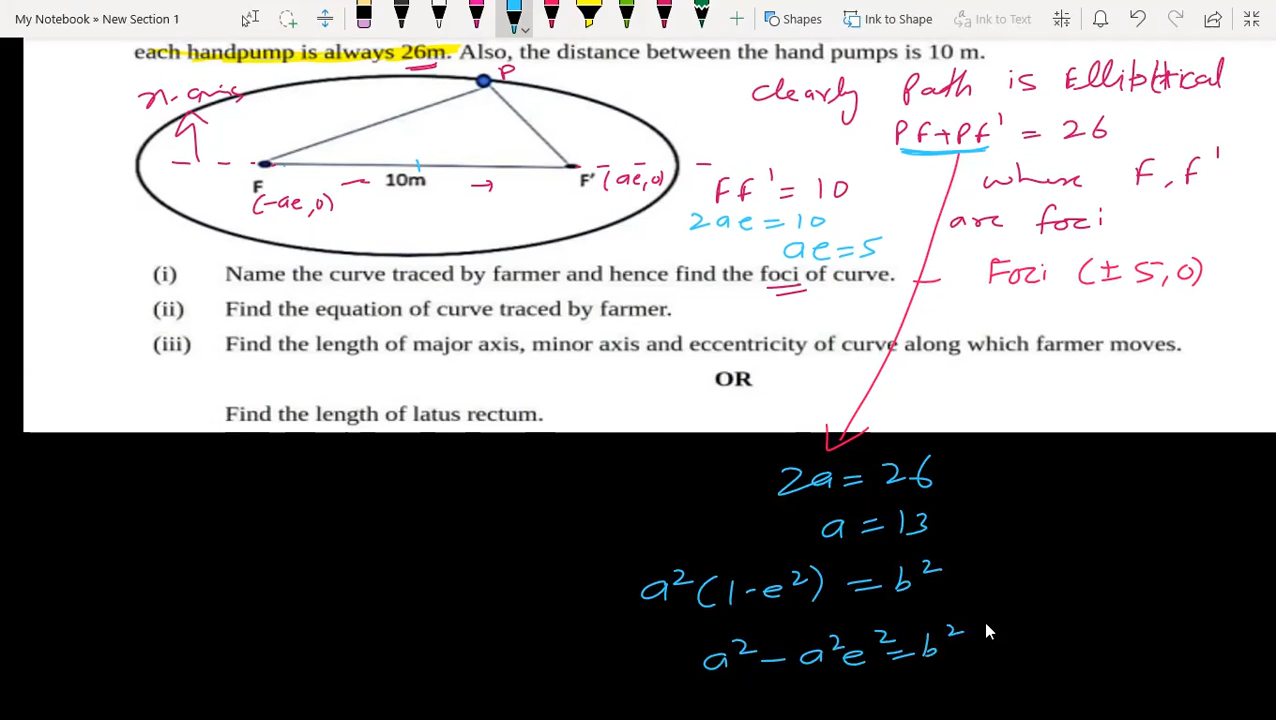 My Notebook » New Section 1
Shapes
Ink to Shape
Ink to Text
each handpump is always 26m. Also, the distance between the hand pumps is 10 m.
P
x-axis
F
(-ae,0)
10m
F' (ae,0)
clearly Path is Elliptical
PF+PF' = 26
where F, F'
are foci
FF' = 10
2ae = 10
ae = 5
Foci (± 5, 0)
(i) Name the curve traced by farmer and hence find the foci of curve.
(ii) Find the equation of curve traced by farmer.
(iii) Find the length of major axis, minor axis and eccentricity of curve along which farmer moves.
OR
Find the length of latus rectum.
2a = 26
a = 13
a²(1-e²) = b²
a² - a²e² = b²